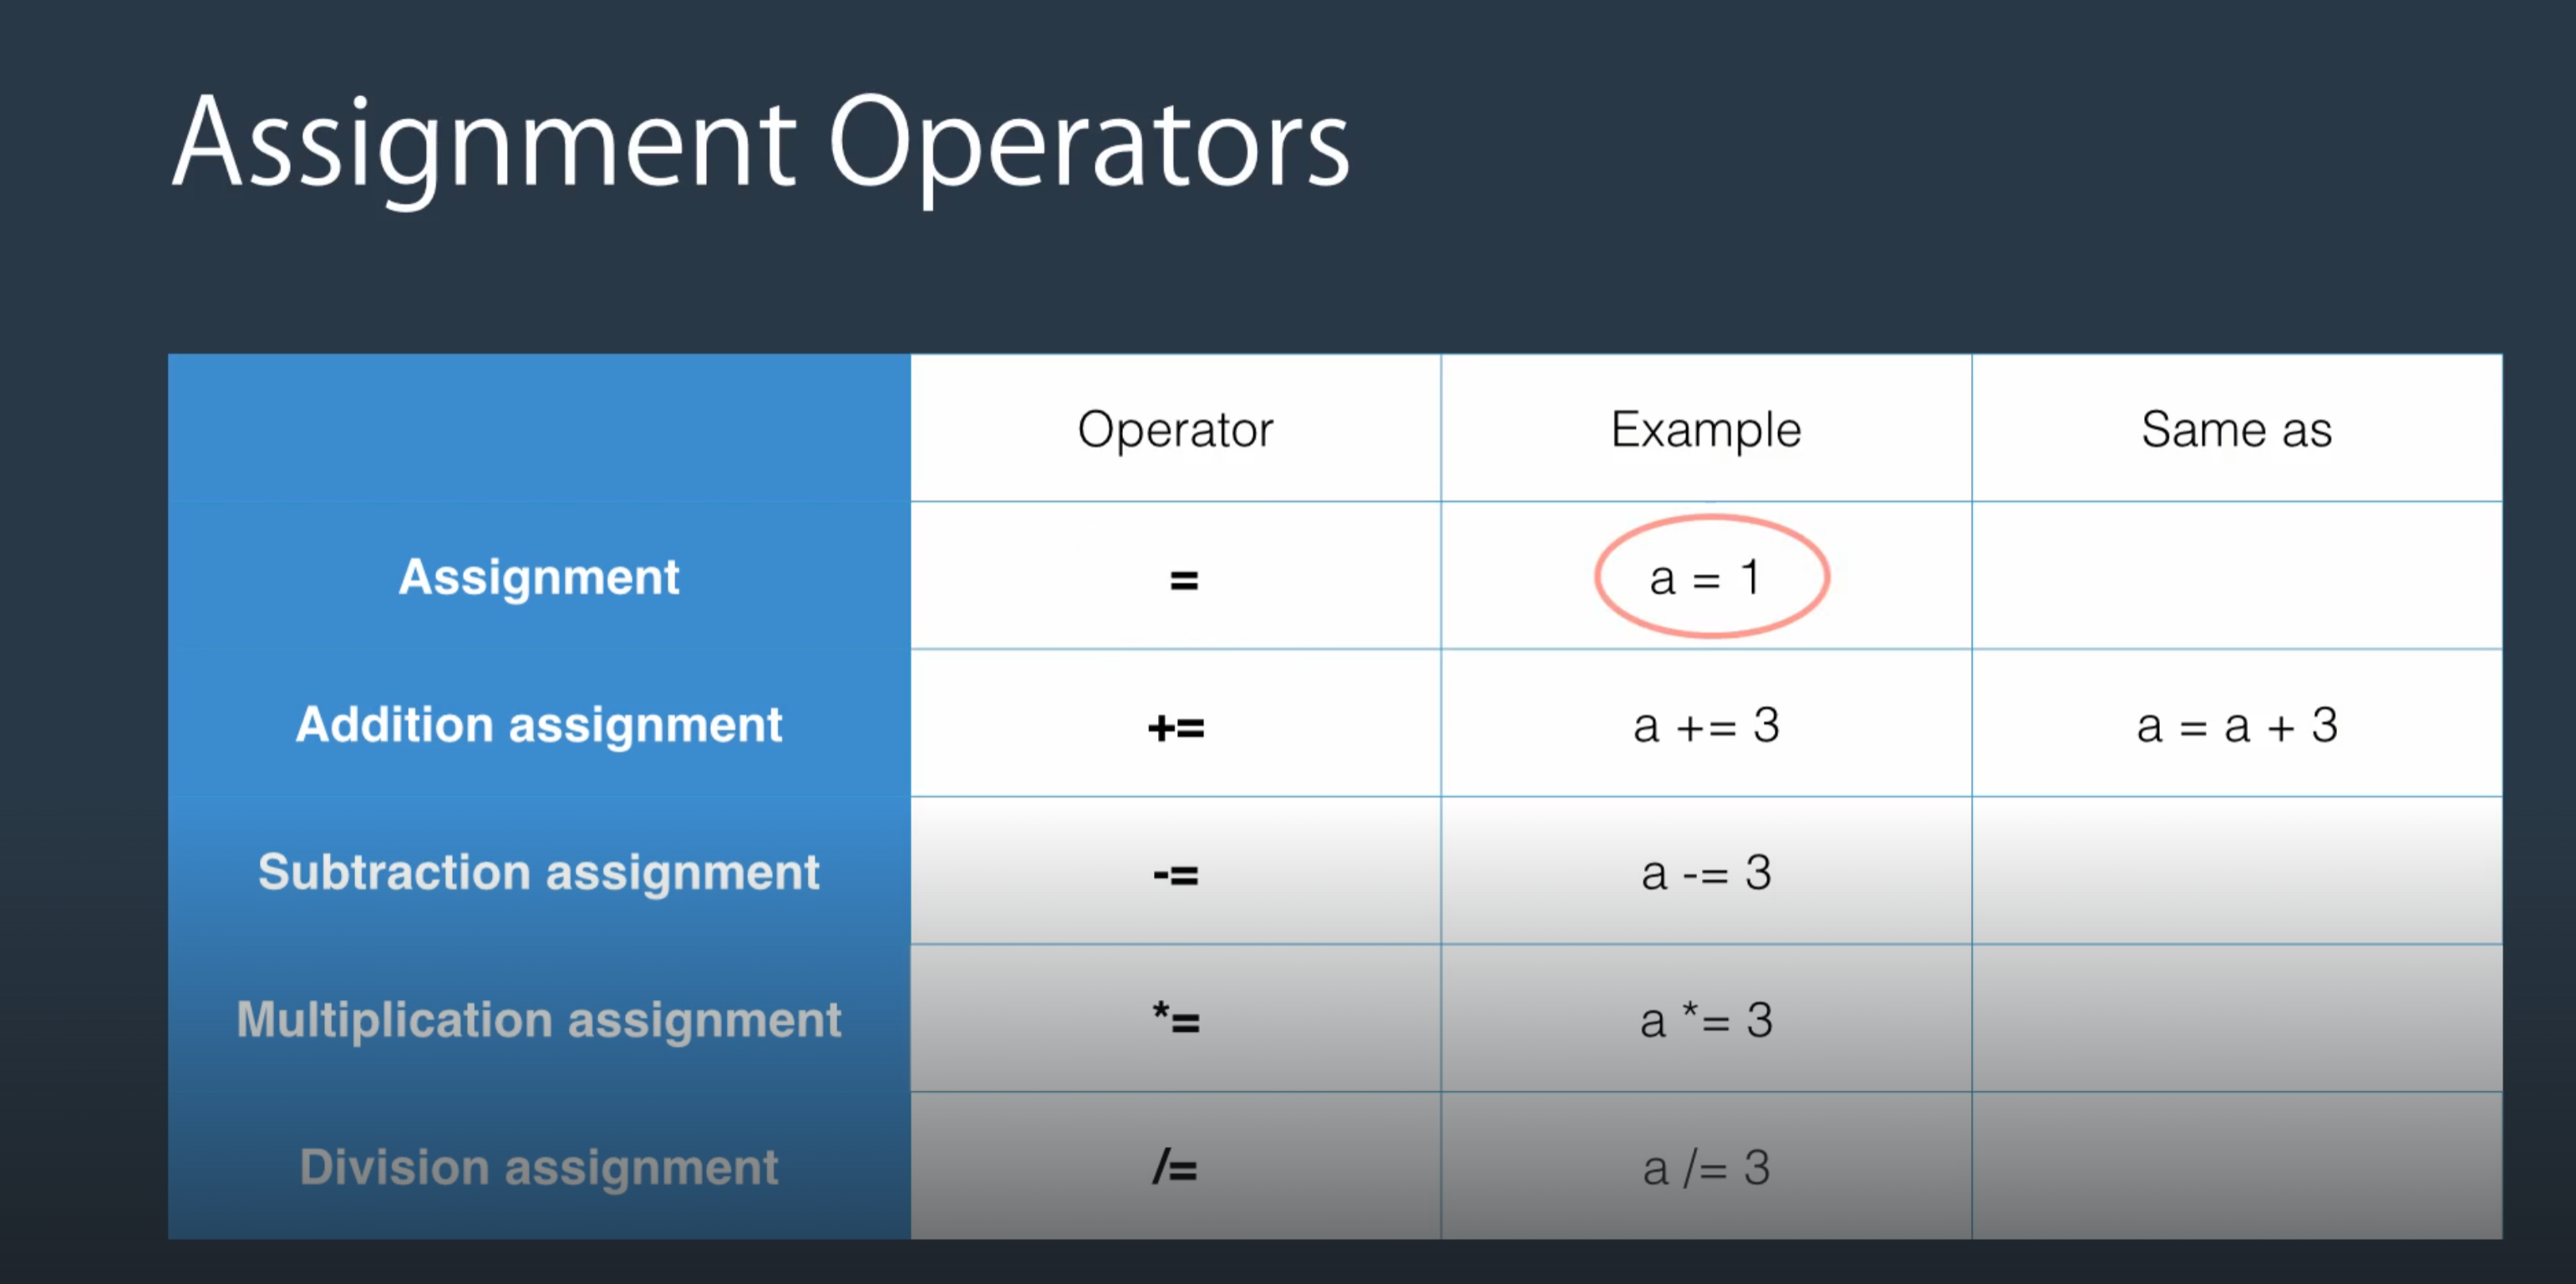 Assignment Operators
Operator Example Same as
Assignment = a = 1
Addition assignment += a += 3 a = a + 3
Subtraction assignment -= a -= 3
Multiplication assignment *= a *= 3
Division assignment /= a /= 3